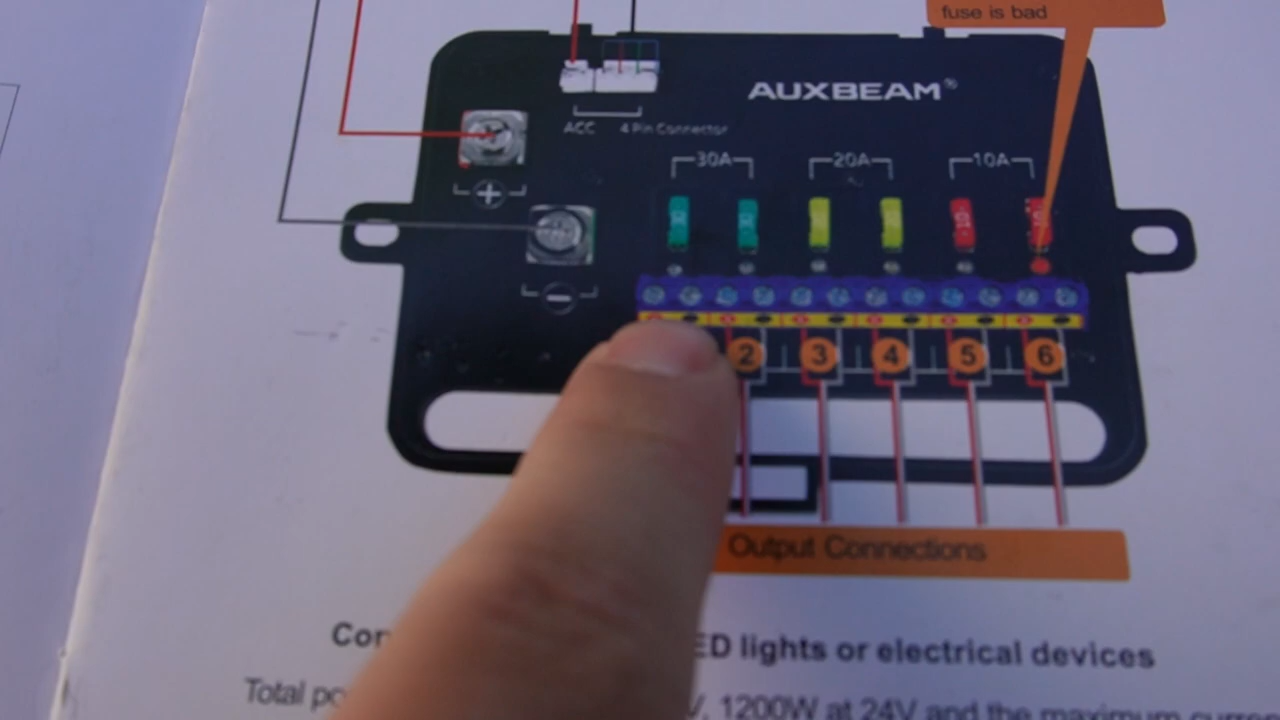 fuse is bad
AUXBEAM®
ACC 4 Pin Connector
30A 20A 10A
+
−
2 3 4 5 6
Output Connections
ED lights or electrical devices
Total
1200W at 24V and the maximum